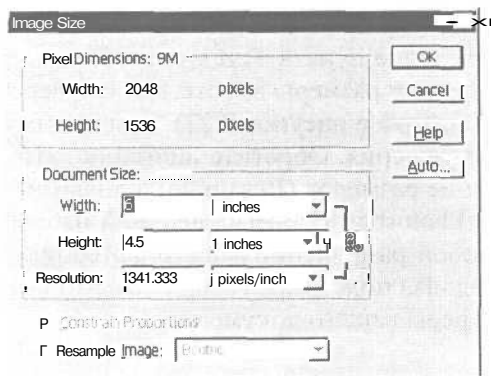 Image Size
Pixel Dimensions: 9M
OK
Width: 2048 pixels
Cancel
Height: 1536 pixels
Help
Document Size:
Auto...
Width: 6 inches
Height: 4.5 inches
Resolution: 1341.333 pixels/inch
Constrain Proportions
Resample Image: